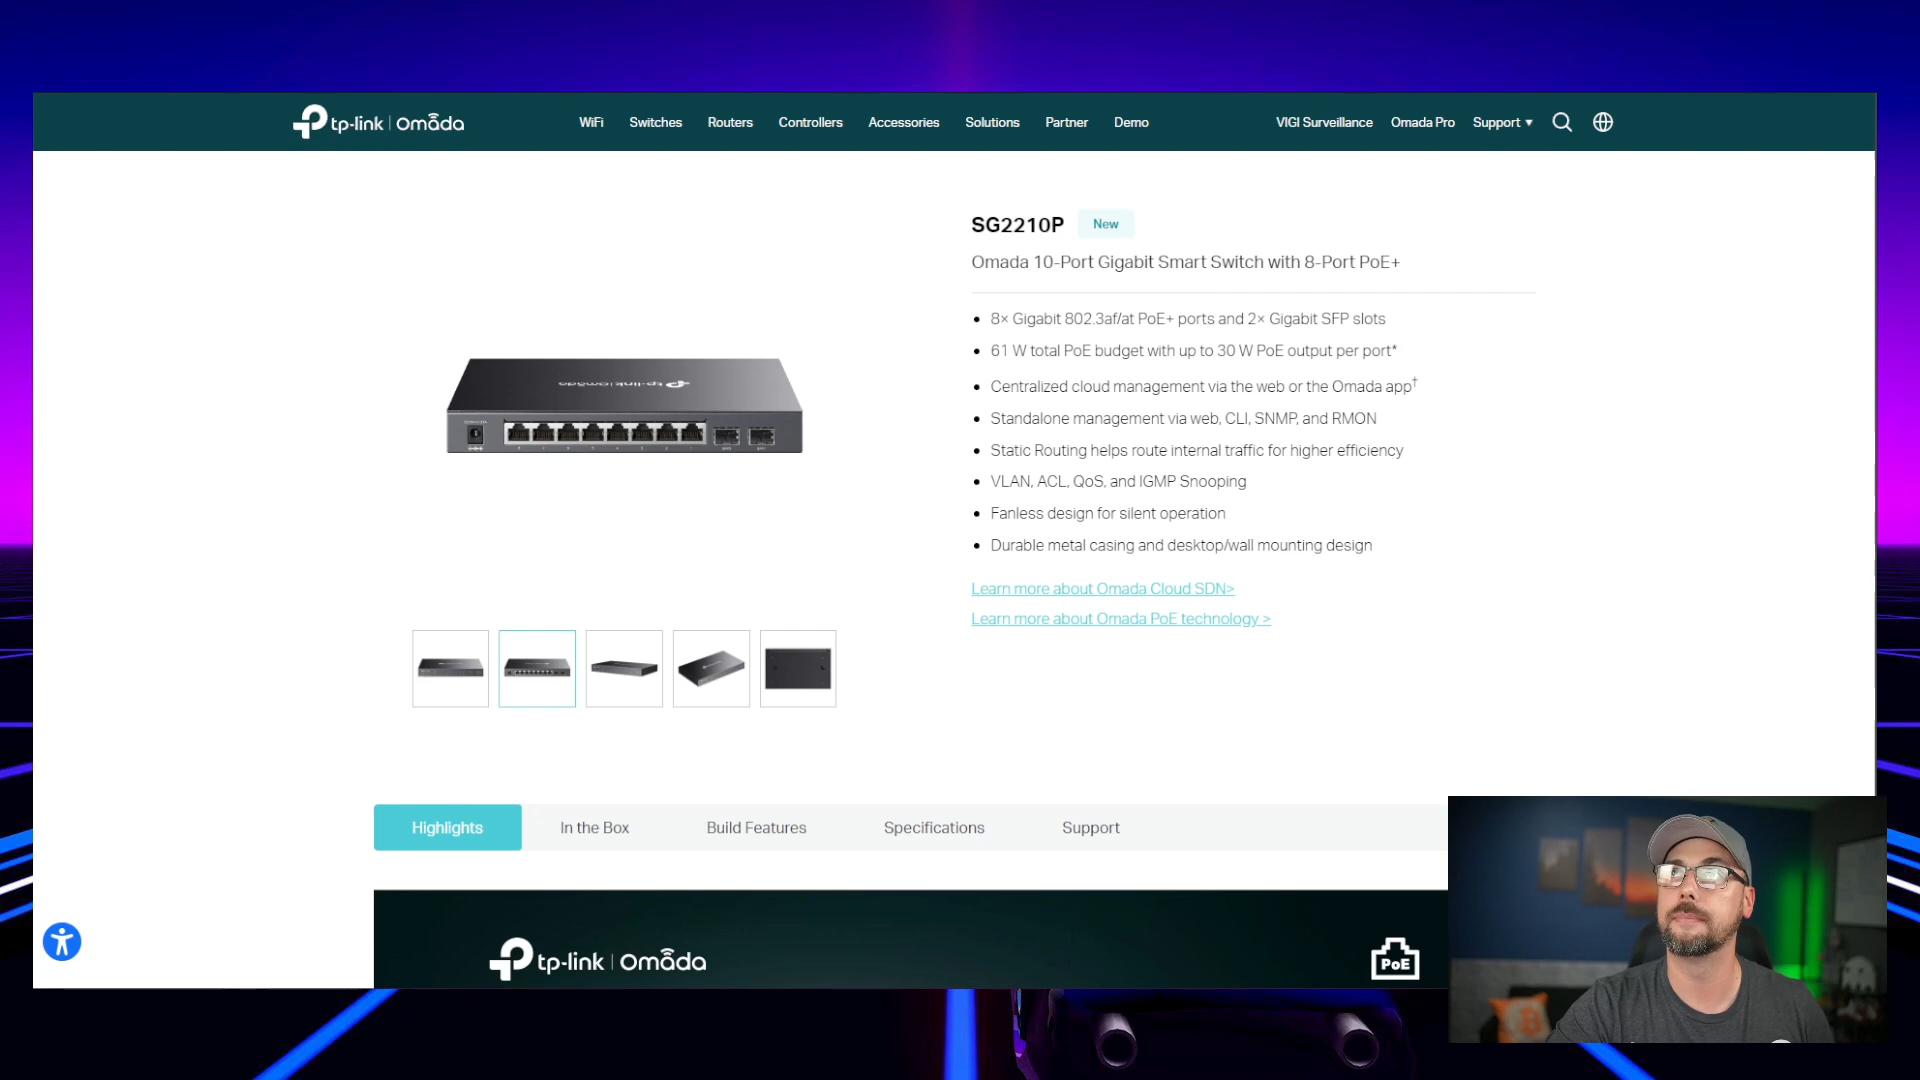 tp-link | Omada
WiFi
Switches
Routers
Controllers
Accessories
Solutions
Partner
Demo
VIGI Surveillance
Omada Pro
Support ▼
SG2210P New
Omada 10-Port Gigabit Smart Switch with 8-Port PoE+
• 8× Gigabit 802.3af/at PoE+ ports and 2× Gigabit SFP slots
• 61 W total PoE budget with up to 30 W PoE output per port*
• Centralized cloud management via the web or the Omada app†
• Standalone management via web, CLI, SNMP, and RMON
• Static Routing helps route internal traffic for higher efficiency
• VLAN, ACL, QoS, and IGMP Snooping
• Fanless design for silent operation
• Durable metal casing and desktop/wall mounting design
Learn more about Omada Cloud SDN>
Learn more about Omada PoE technology >
tp-link | Omada
Highlights
In the Box
Build Features
Specifications
Support
tp-link | Omada
PoE